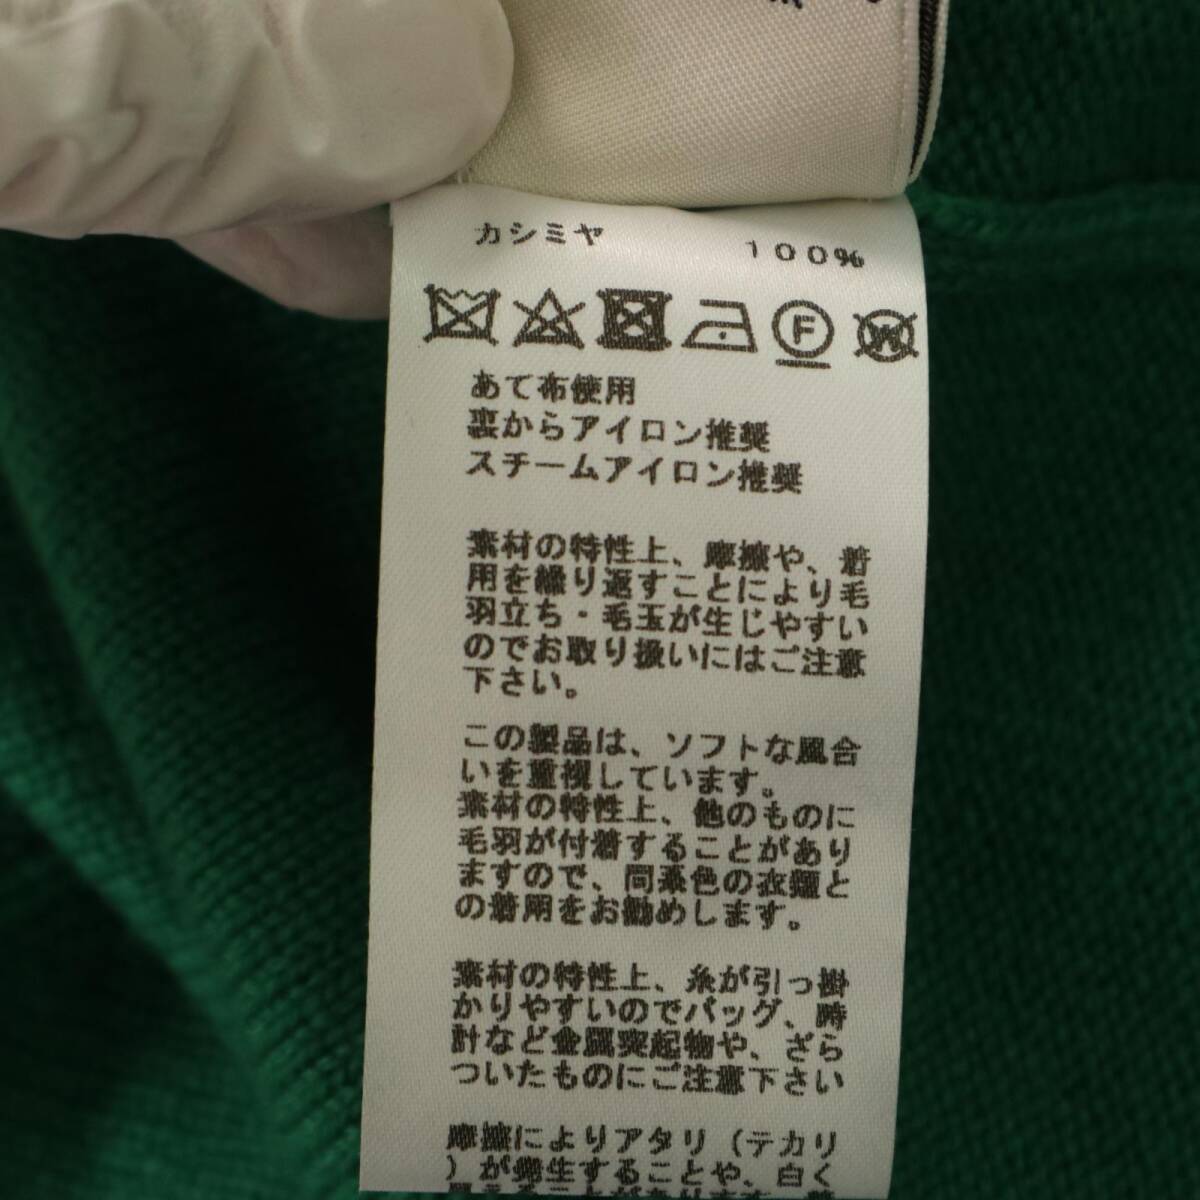 カシミヤ 100%
F W
あて布使用
裏からアイロン推奨
スチームアイロン推奨
素材の特性上、摩擦や、着
用を繰り返すことにより毛
羽立ち・毛玉が生じやすい
のでお取り扱いにはご注意
下さい。
この製品は、ソフトな風合
いを重視しています。
素材の特性上、他のものに
毛羽が付着することがあり
ますので、同系色の衣類と
の着用をお勧めします。
素材の特性上、糸が引っ掛
かりやすいのでバッグ、時
計など金属突起物や、ざら
ついたものにご注意下さい
摩擦によりアタリ（テカリ
）が発生することや、白く